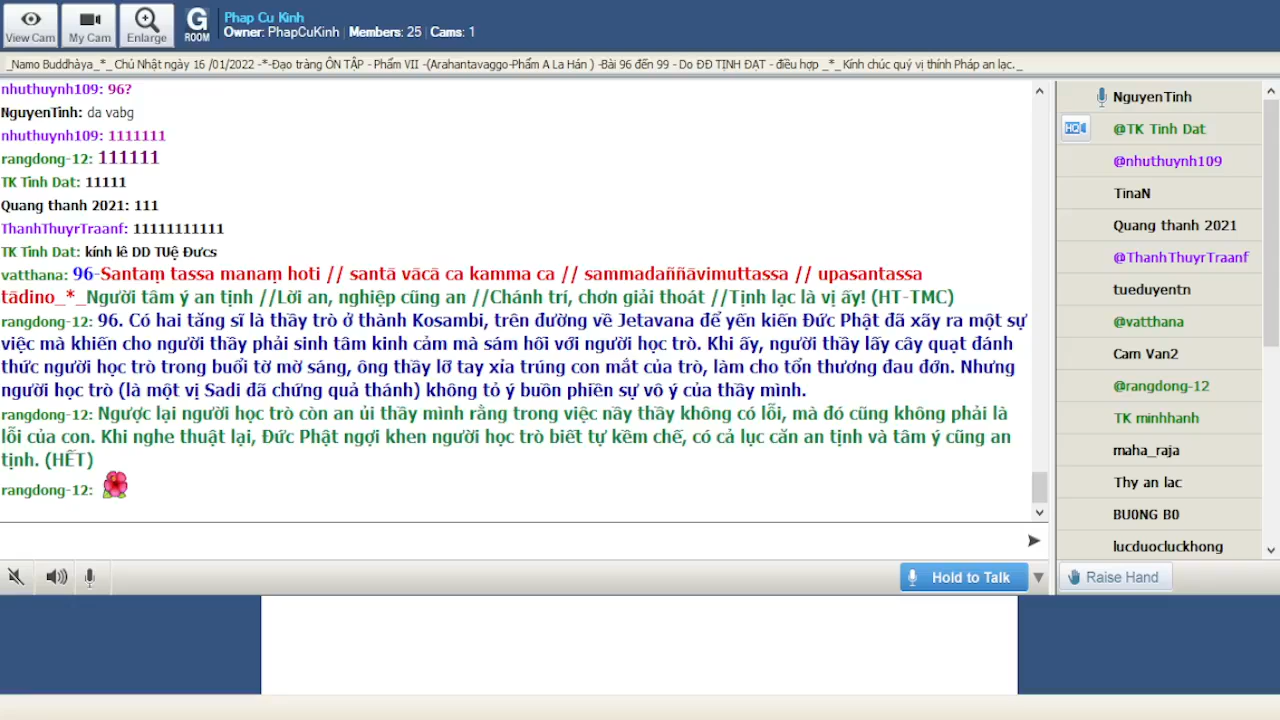 View Cam
My Cam
Enlarge
G
ROOM
Phap Cu Kinh
Owner: PhapCuKinh | Members: 25 | Cams: 1
_Namo Buddhàya_*_ Chủ Nhật ngày 16 /01/2022 -*-Đạo tràng ÔN TẬP - Phẩm VII -(Arahantavaggo-Phẩm A La Hán ) -Bài 96 đến 99 - Do ĐĐ TỊNH ĐẠT - điều hợp _*_ Kính chúc quý vị thính Pháp an lạc._
nhuthuynh109: 96?
NguyenTinh: da vabg
nhuthuynh109: 1111111
rangdong-12: 111111
TK Tinh Dat: 11111
Quang thanh 2021: 111
ThanhThuyrTraanf: 11111111111
TK Tinh Dat: kính lê DD TUệ Đưcs
vatthana: 96-Santaṃ tassa manaṃ hoti // santā vācā ca kamma ca // sammadaññāvimuttassa // upasantassa
tādino_*_Người tâm ý an tịnh //Lời an, nghiệp cũng an //Chánh trí, chơn giải thoát //Tịnh lạc là vị ấy! (HT-TMC)
rangdong-12: 96. Có hai tăng sĩ là thầy trò ở thành Kosambi, trên đường về Jetavana để yến kiến Đức Phật đã xãy ra một sự
việc mà khiến cho người thầy phải sinh tâm kinh cảm mà sám hối với người học trò. Khi ấy, người thầy lấy cây quạt đánh
thức người học trò trong buổi tờ mờ sáng, ông thầy lỡ tay xỉa trúng con mắt của trò, làm cho tổn thương đau đớn. Nhưng
người học trò (là một vị Sadi đã chứng quả thánh) không tỏ ý buồn phiền sự vô ý của thầy mình.
rangdong-12: Ngược lại người học trò còn an ủi thầy mình rằng trong việc nầy thầy không có lỗi, mà đó cũng không phải là
lỗi của con. Khi nghe thuật lại, Đức Phật ngợi khen người học trò biết tự kềm chế, có cả lục căn an tịnh và tâm ý cũng an
tịnh. (HẾT)
rangdong-12:
Hold to Talk
NguyenTinh
HQ
@TK Tinh Dat
@nhuthuynh109
TinaN
Quang thanh 2021
@ThanhThuyrTraanf
tueduyentn
@vatthana
Cam Van2
@rangdong-12
TK minhhanh
maha_raja
Thy an lac
BU0NG B0
lucduocluckhong
Raise Hand